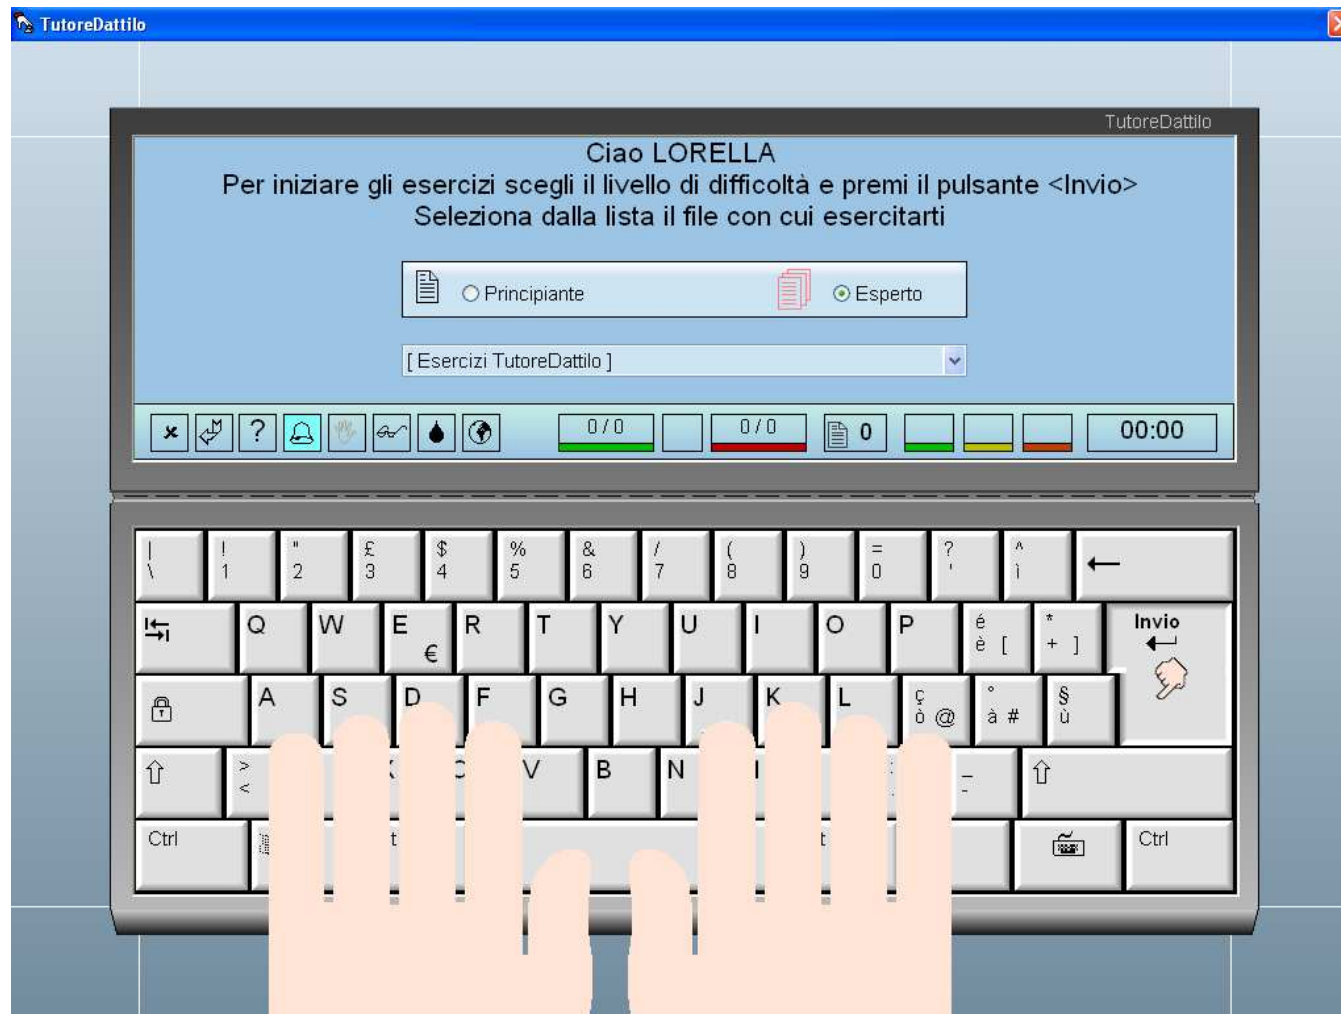 TutoreDattilo
TutoreDattilo
Ciao LORELLA
Per iniziare gli esercizi scegli il livello di difficoltà e premi il pulsante <Invio>
Seleziona dalla lista il file con cui esercitarti
Principiante Esperto
[ Esercizi TutoreDattilo ]
? 0 / 0 0 / 0 0 00:00
| ! " £ $ % & / ( ) = ? ^
\ 1 2 3 4 5 6 7 8 9 0 ' ì
Q W E R T Y U I O P é * Invio
€ è [ + ]
A S D F G H J K L ç ° §
ò @ à # ù
> V B N _
< -
Ctrl Ctrl